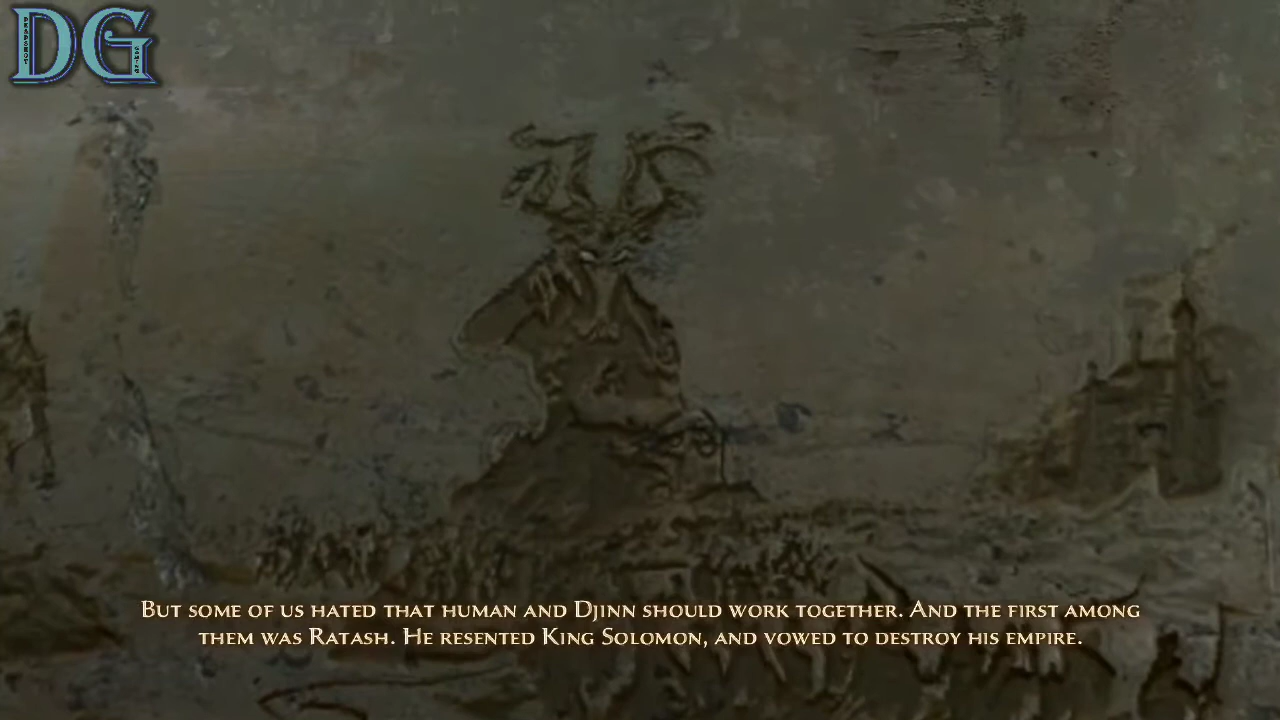 DG
But some of us hated that human and Djinn should work together. And the first among
them was Ratash. He resented King Solomon, and vowed to destroy his empire.